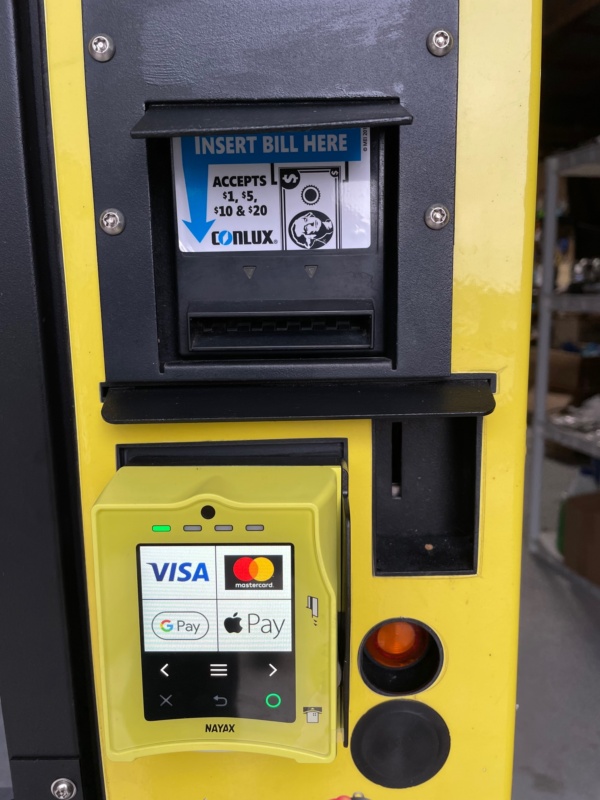 INSERT BILL HERE
ACCEPTS
$1, $5,
$10 & $20
CONLUX®
$
VISA
mastercard.
G Pay
Pay
NAYAX